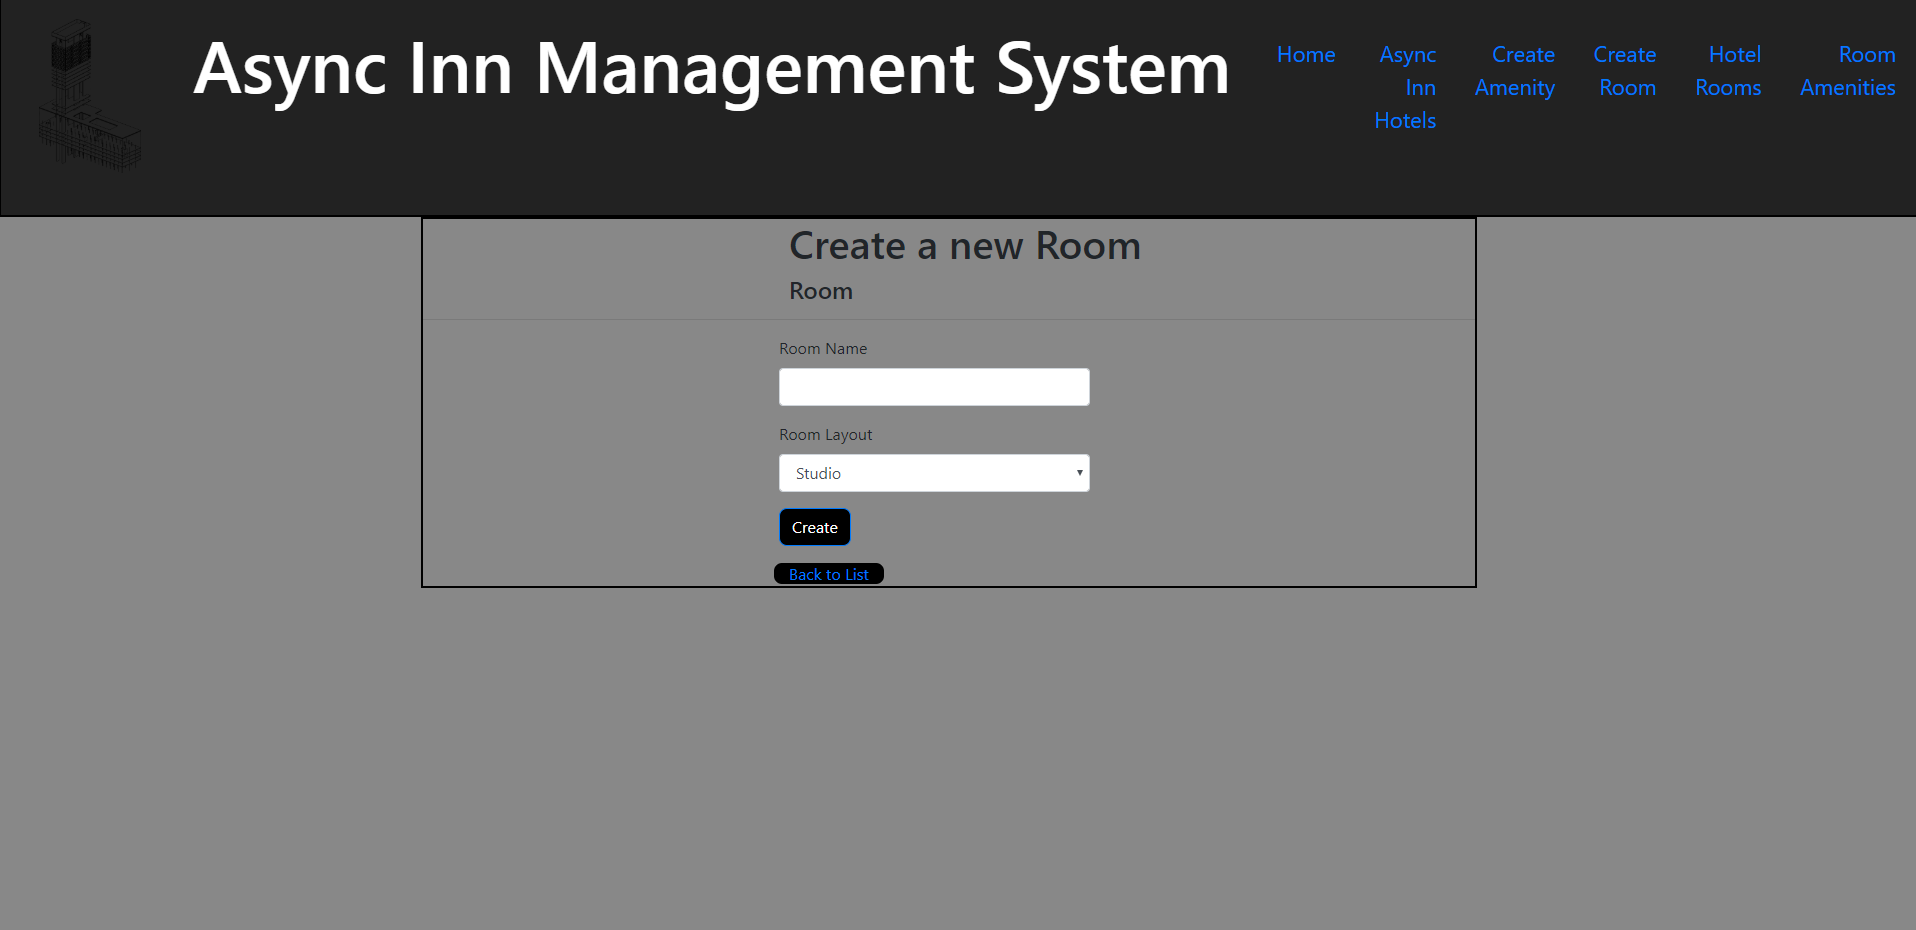 Async Inn Management System
Home
Async
Inn
Hotels
Create
Amenity
Create
Room
Hotel
Rooms
Room
Amenities
Create a new Room
Room
Room Name
Room Layout
Studio
Create
Back to List